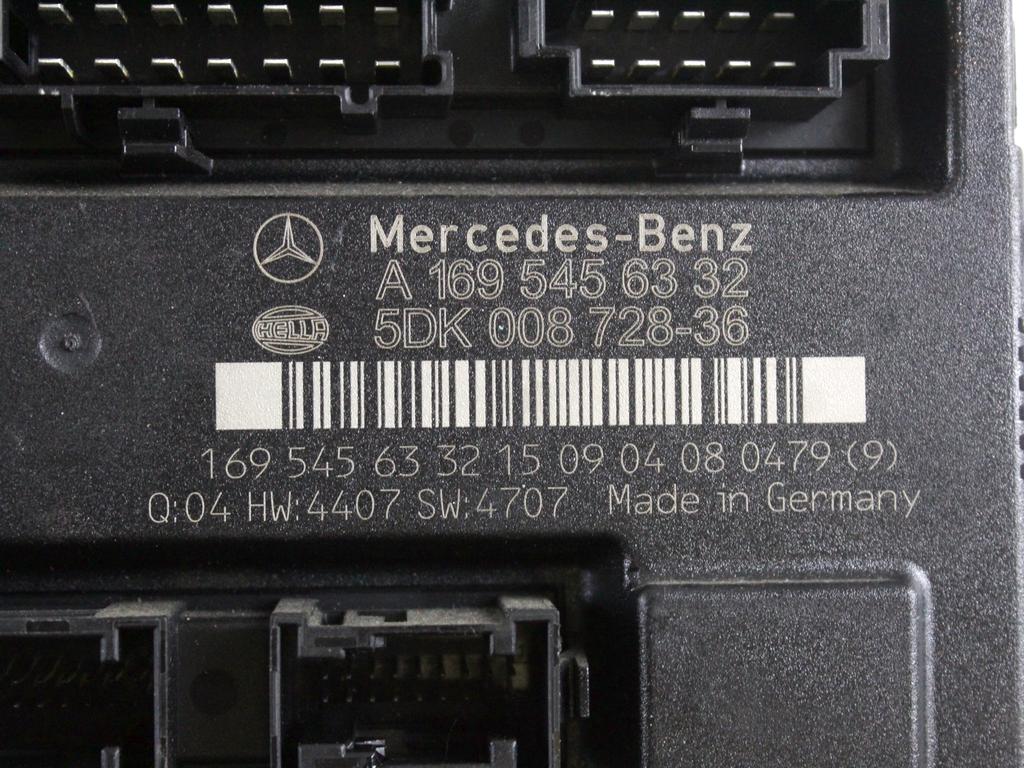 Mercedes-Benz
A 169 545 63 32
HELLA
5DK 008 728-36
169 545 63 32 15 09 04 08 0479 (9)
Q:04 HW:4407 SW:4707 Made in Germany